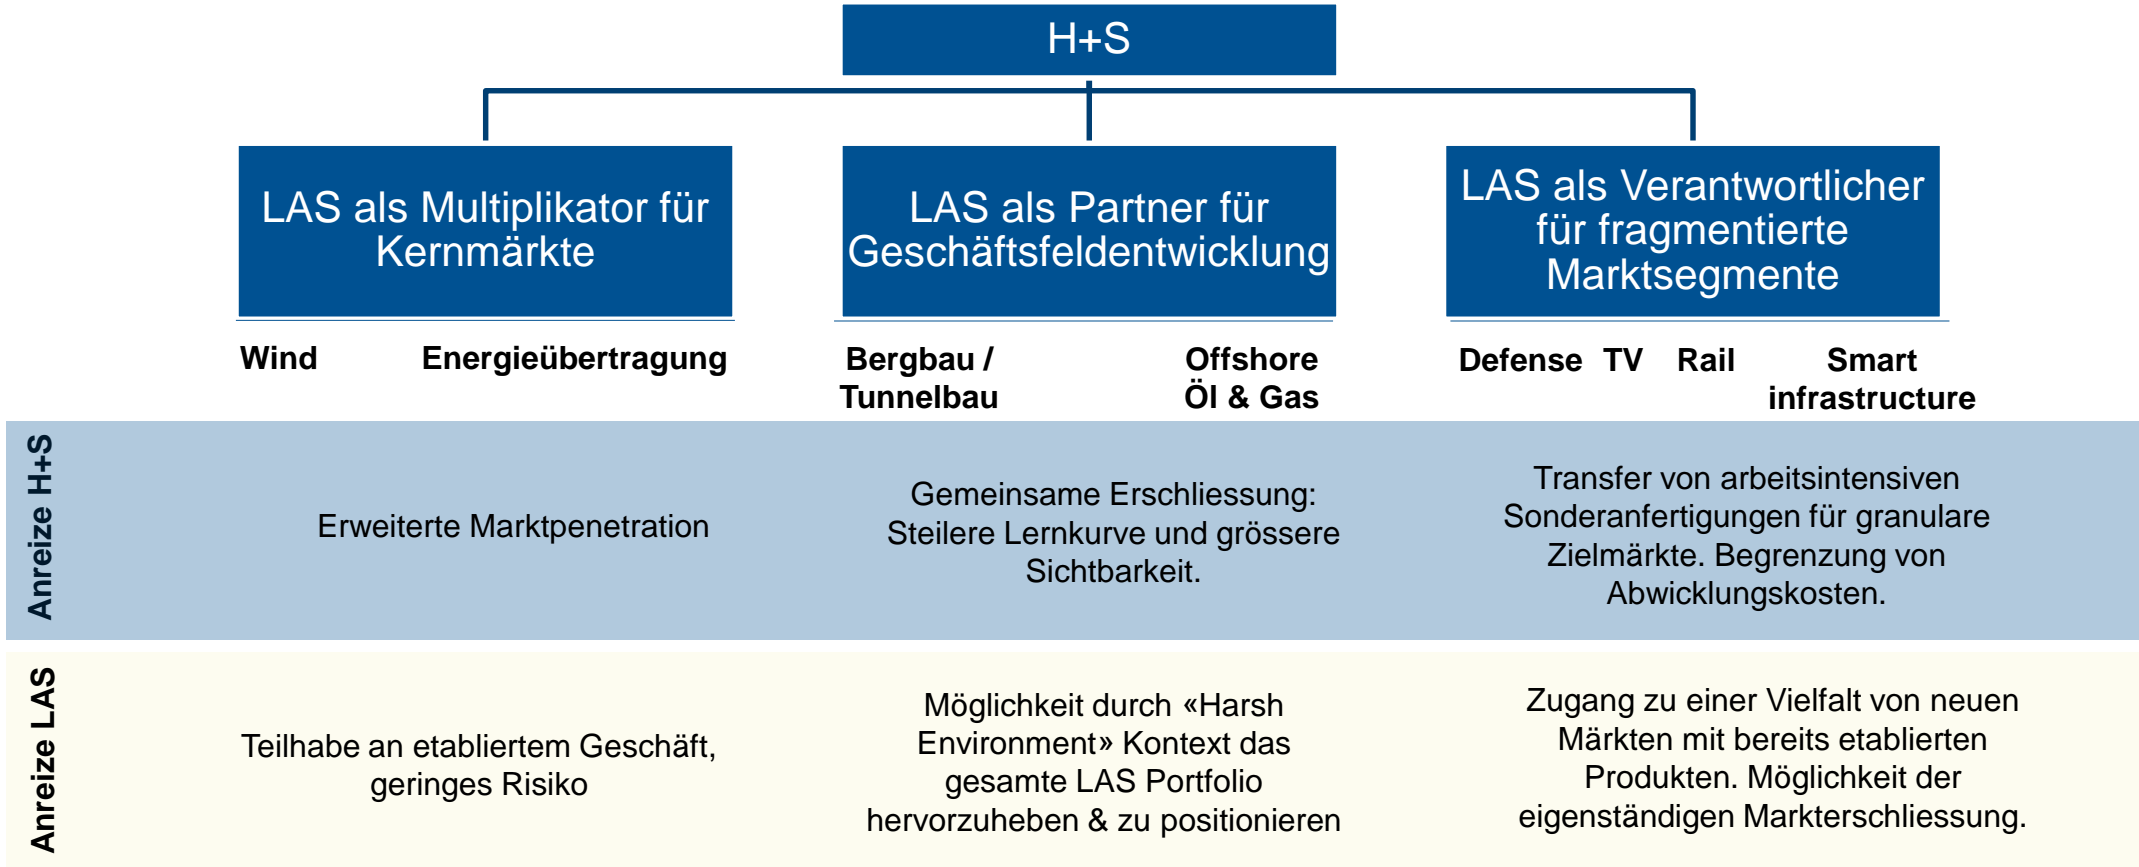 H+S
LAS als Multiplikator für
Kernmärkte
LAS als Partner für
Geschäftsfeldentwicklung
LAS als Verantwortlicher
für fragmentierte
Marktsegmente
Wind
Energieübertragung
Bergbau /
Tunnelbau
Offshore
Öl & Gas
Defense
TV
Rail
Smart
infrastructure
Anreize H+S
Erweiterte Marktpenetration
Gemeinsame Erschliessung:
Steilere Lernkurve und grössere
Sichtbarkeit.
Transfer von arbeitsintensiven
Sonderanfertigungen für granulare
Zielmärkte. Begrenzung von
Abwicklungskosten.
Anreize LAS
Teilhabe an etabliertem Geschäft,
geringes Risiko
Möglichkeit durch «Harsh
Environment» Kontext das
gesamte LAS Portfolio
hervorzuheben & zu positionieren
Zugang zu einer Vielfalt von neuen
Märkten mit bereits etablierten
Produkten. Möglichkeit der
eigenständigen Markterschliessung.